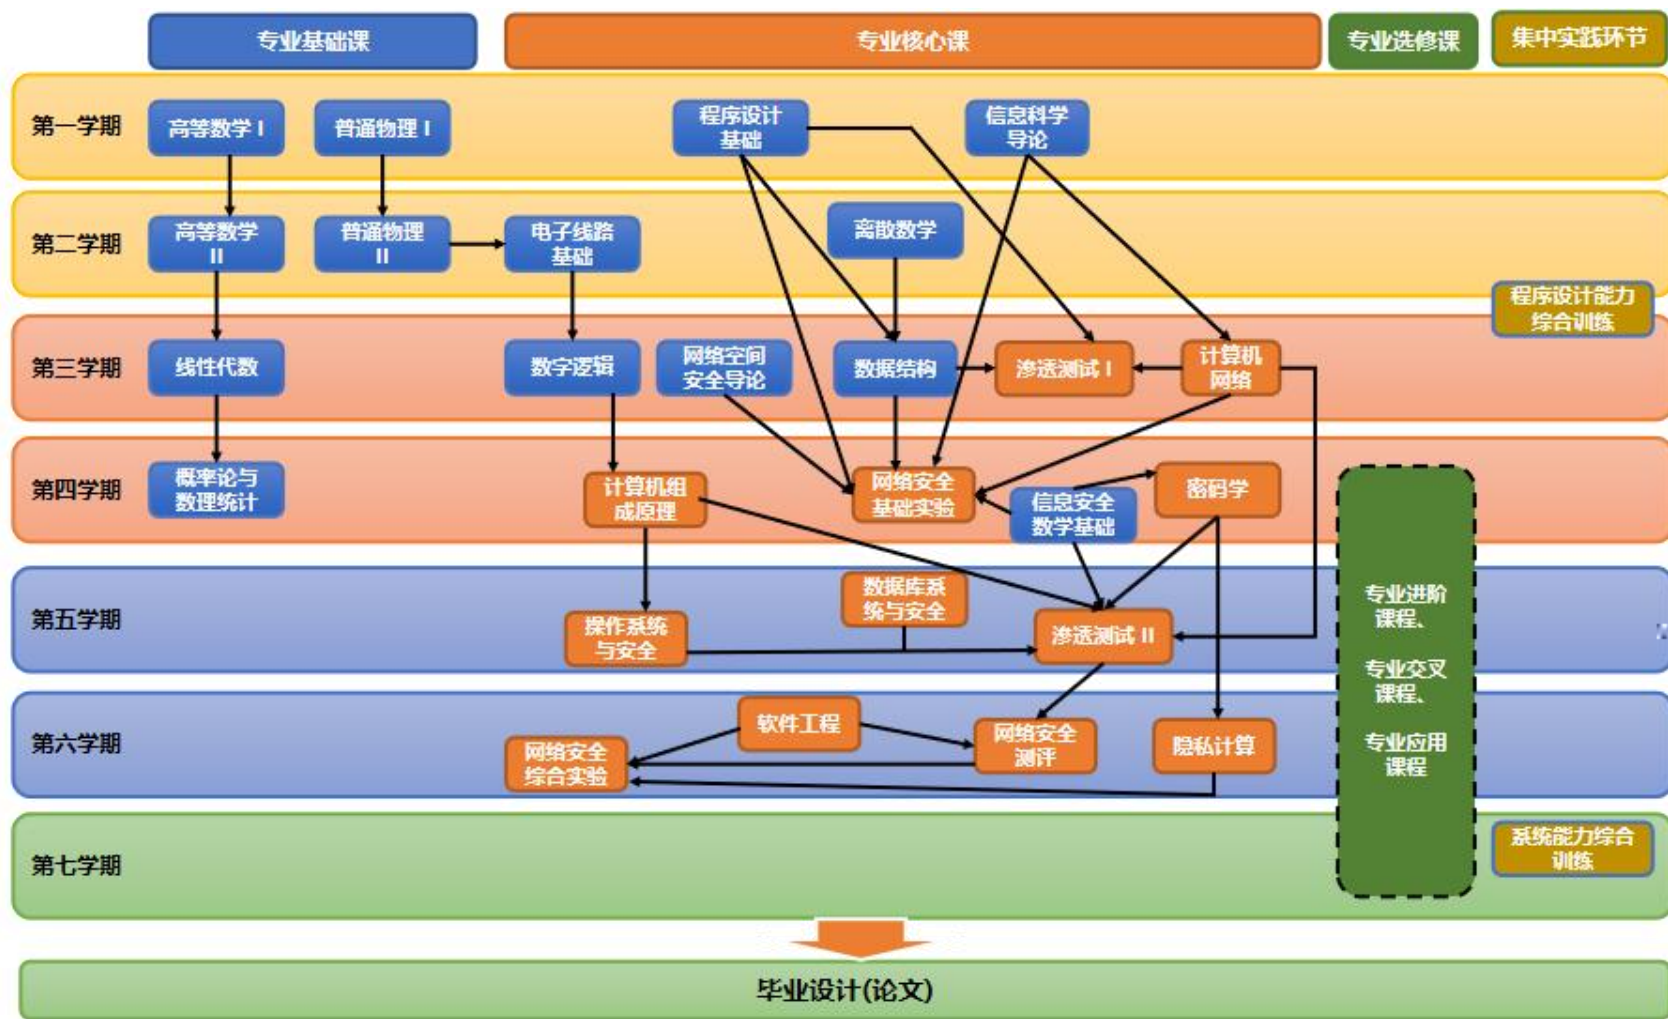 专业基础课
专业核心课
专业选修课
集中实践环节
第一学期
高等数学 I
普通物理 I
程序设计
基础
信息科学
导论
第二学期
高等数学
II
普通物理
II
电子线路
基础
离散数学
程序设计能力
综合训练
第三学期
线性代数
数字逻辑
网络空间
安全导论
数据结构
渗透测试 I
计算机
网络
第四学期
概率论与
数理统计
计算机组
成原理
网络安全
基础实验
信息安全
数学基础
密码学
第五学期
操作系统
与安全
数据库系
统与安全
渗透测试 II
专业进阶
课程、
专业交叉
课程、
专业应用
课程
第六学期
网络安全
综合实验
软件工程
网络安全
测评
隐私计算
第七学期
系统能力综合
训练
毕业设计(论文)